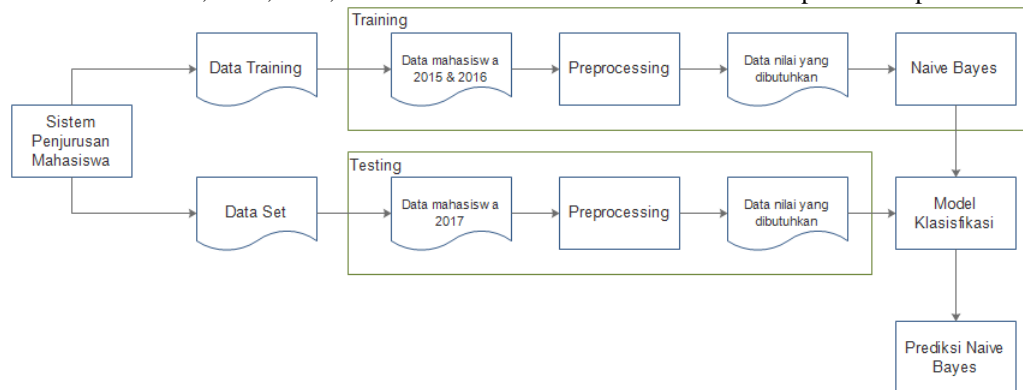 Training
Data Training
Data mahasiswa
2015 & 2016
Preprocessing
Data nilai yang
dibutuhkan
Naive Bayes
Sistem
Penjurusan
Mahasiswa
Testing
Data Set
Data mahasiswa
2017
Preprocessing
Data nilai yang
dibutuhkan
Model
Klasisfikasi
Prediksi Naive
Bayes